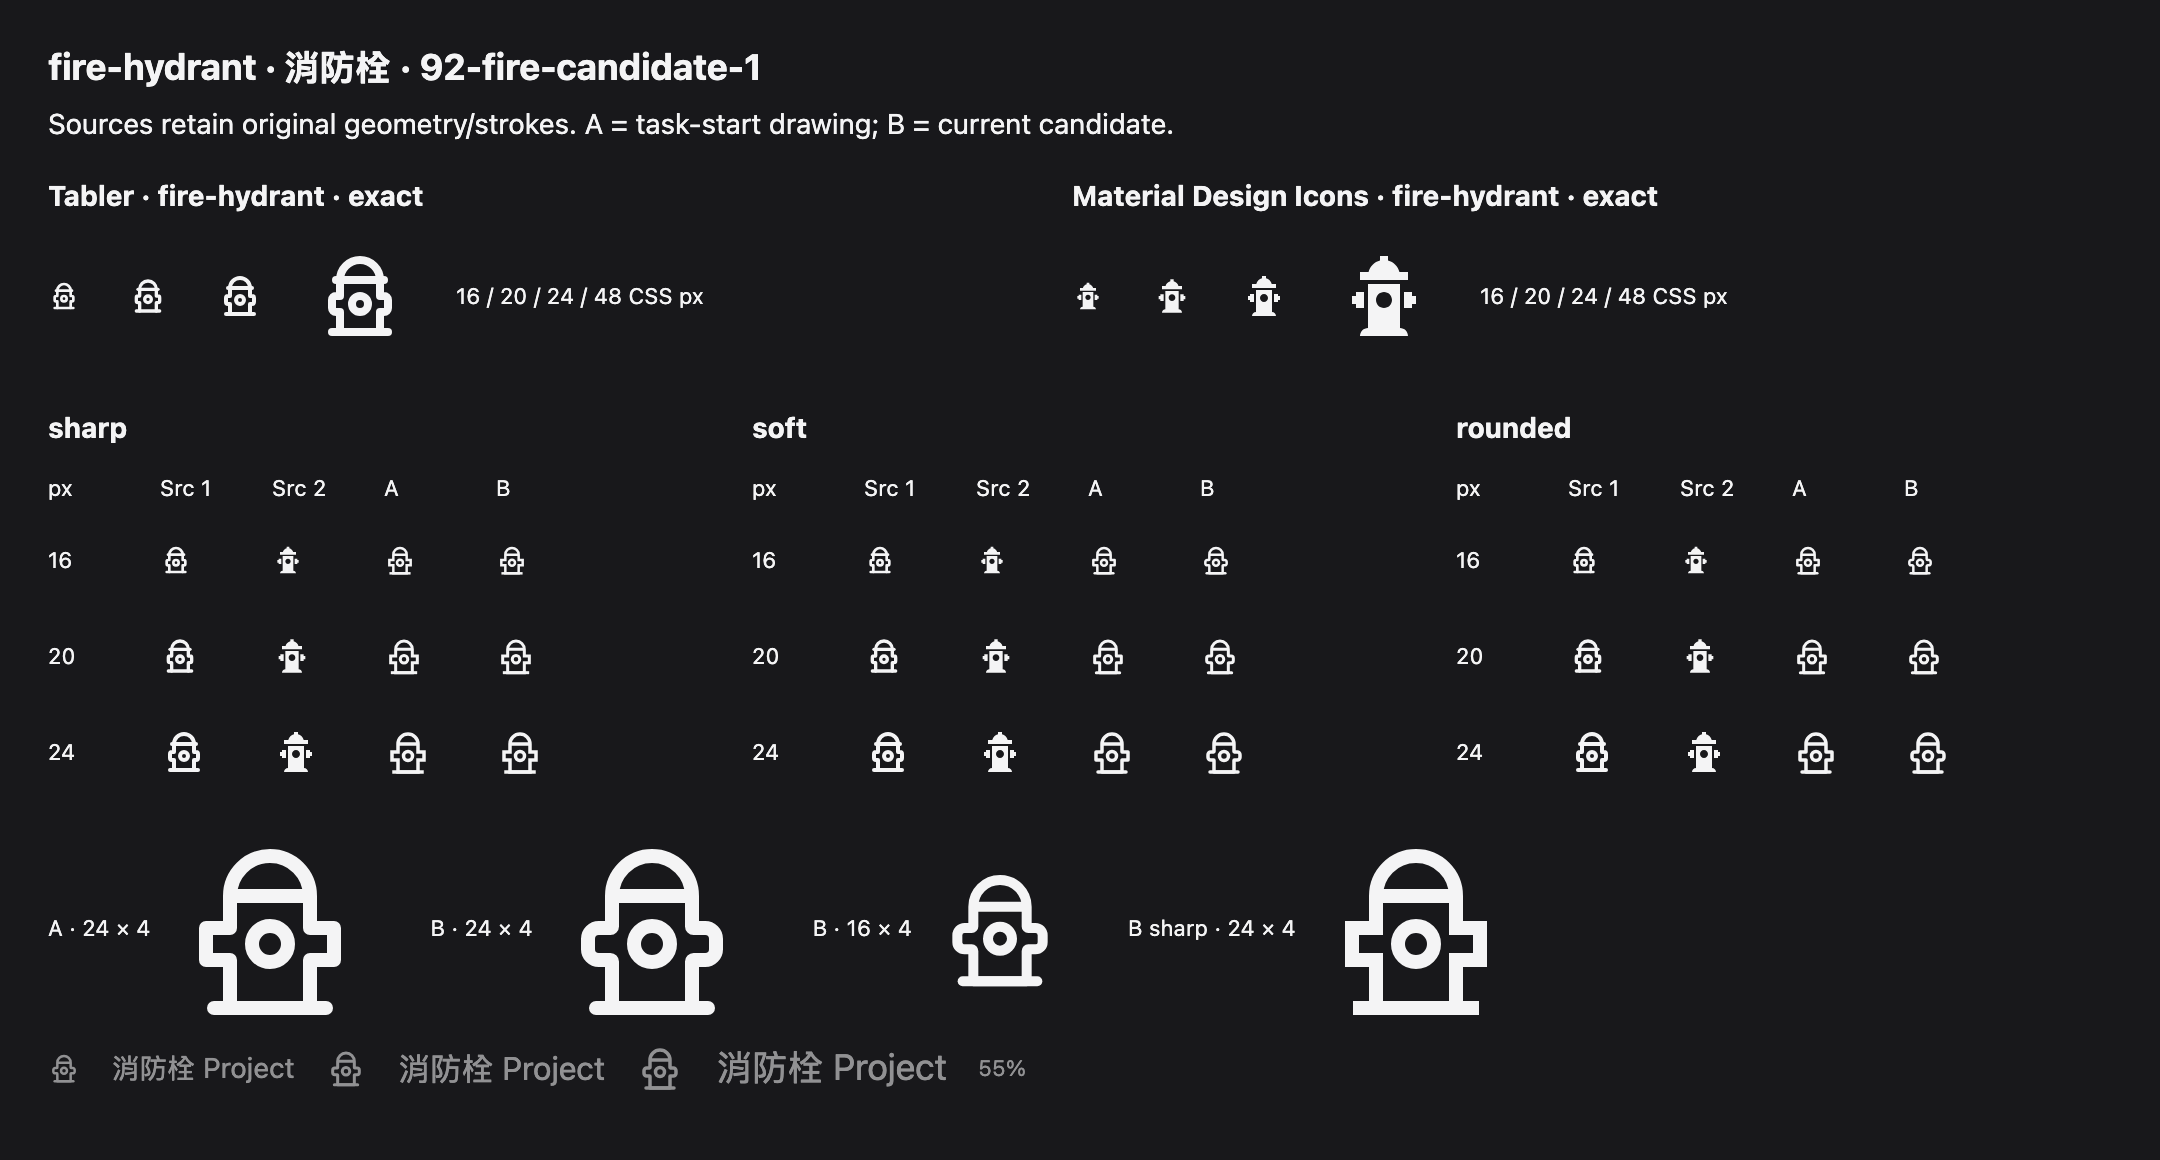 fire-hydrant · 消防栓 · 92-fire-candidate-1
Sources retain original geometry/strokes. A = task-start drawing; B = current candidate.
Tabler · fire-hydrant · exact
16 / 20 / 24 / 48 CSS px
Material Design Icons · fire-hydrant · exact
16 / 20 / 24 / 48 CSS px
sharp
px Src 1 Src 2 A B
16
20
24
soft
px Src 1 Src 2 A B
16
20
24
rounded
px Src 1 Src 2 A B
16
20
24
A · 24 × 4
B · 24 × 4
B · 16 × 4
B sharp · 24 × 4
消防栓 Project 消防栓 Project 消防栓 Project 55%